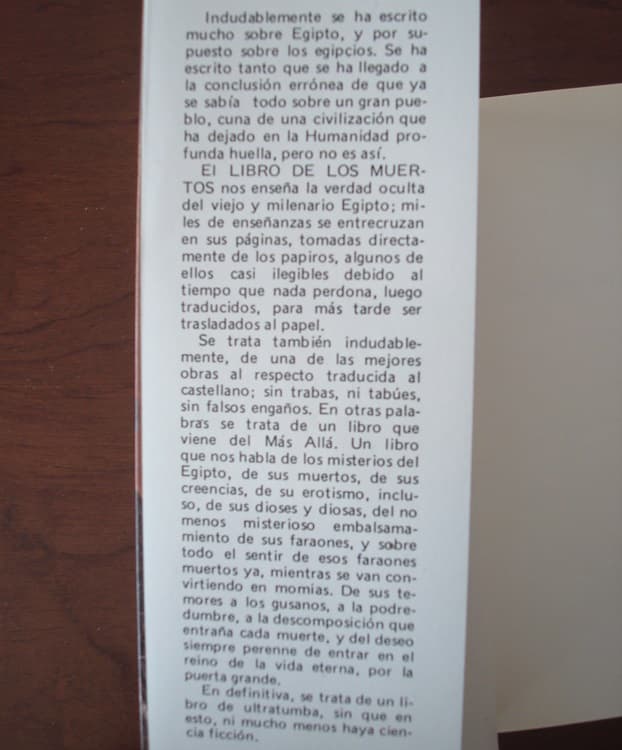 Indudablemente se ha escrito
mucho sobre Egipto, y por su-
puesto sobre los egipcios. Se ha
escrito tanto que se ha llegado a
la conclusión errónea de que ya
se sabía todo sobre un gran pue-
blo, cuna de una civilización que
ha dejado en la Humanidad pro-
funda huella, pero no es así.
El LIBRO DE LOS MUER-
TOS nos enseña la verdad oculta
del viejo y milenario Egipto; mi-
les de enseñanzas se entrecruzan
en sus páginas, tomadas directa-
mente de los papiros, algunos de
ellos casi ilegibles debido al
tiempo que nada perdona, luego
traducidos, para más tarde ser
trasladados al papel.
Se trata también indudable-
mente, de una de las mejores
obras al respecto traducida al
castellano; sin trabas, ni tabúes,
sin falsos engaños. En otras pala-
bras se trata de un libro que
viene del Más Allá. Un libro
que nos habla de los misterios del
Egipto, de sus muertos, de sus
creencias, de su erotismo, inclu-
so, de sus dioses y diosas, del no
menos misterioso embalsama-
miento de sus faraones, y sobre
todo el sentir de esos faraones
muertos ya, mientras se van con-
virtiendo en momias. De sus te-
mores a los gusanos, a la podre-
dumbre, a la descomposición que
entraña cada muerte, y del deseo
siempre perenne de entrar en el
reino de la vida eterna, por la
puerta grande.
En definitiva, se trata de un li-
bro de ultratumba, sin que en
esto, ni mucho menos haya cien-
cia ficción.